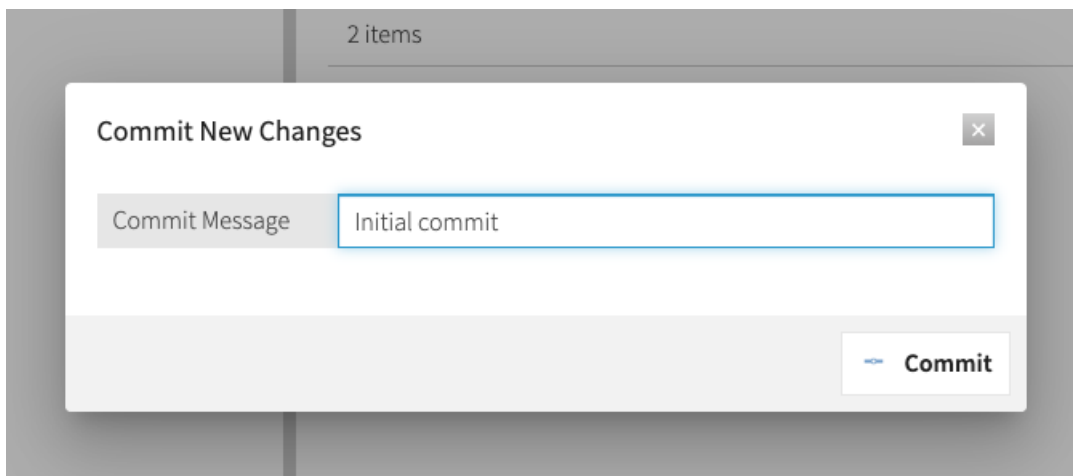 2 items
Commit New Changes
Commit Message
Initial commit
Commit